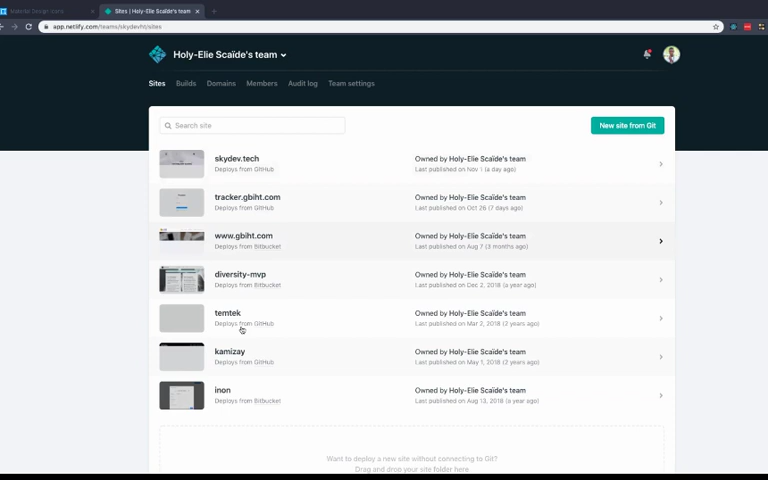 Material Design Icons
Sites | Holy-Elie Scaïde's team
app.netlify.com/teams/skydevht/sites
Holy-Elie Scaïde's team
Sites Builds Domains Members Audit log Team settings
Search site
New site from Git
skydev.tech
Deploys from GitHub
Owned by Holy-Elie Scaïde's team
Last published on Nov 1 (a day ago)
tracker.gbiht.com
Deploys from GitHub
Owned by Holy-Elie Scaïde's team
Last published on Oct 26 (7 days ago)
www.gbiht.com
Deploys from Bitbucket
Owned by Holy-Elie Scaïde's team
Last published on Aug 7 (3 months ago)
diversity-mvp
Deploys from Bitbucket
Owned by Holy-Elie Scaïde's team
Last published on Dec 2, 2018 (a year ago)
temtek
Deploys from GitHub
Owned by Holy-Elie Scaïde's team
Last published on Mar 2, 2018 (2 years ago)
kamizay
Deploys from GitHub
Owned by Holy-Elie Scaïde's team
Last published on May 1, 2018 (2 years ago)
inon
Deploys from Bitbucket
Owned by Holy-Elie Scaïde's team
Last published on Aug 13, 2018 (a year ago)
Want to deploy a new site without connecting to Git?
Drag and drop your site folder here